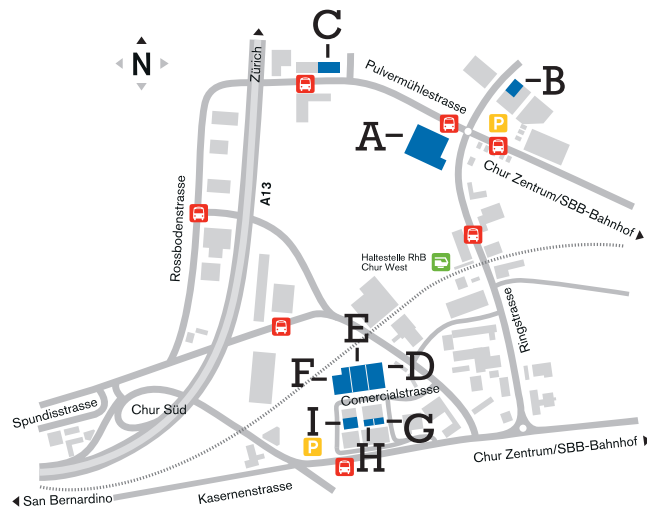 C
N
Zürich
Pulvermühlestrasse
B
A
P
Chur Zentrum/SBB-Bahnhof
A13
Rossbodenstrasse
Haltestelle RhB
Chur West
Ringstrasse
E
F
D
Comercialstrasse
Spundisstrasse
Chur Süd
I
G
P
H
Chur Zentrum/SBB-Bahnhof
San Bernardino
Kasernenstrasse